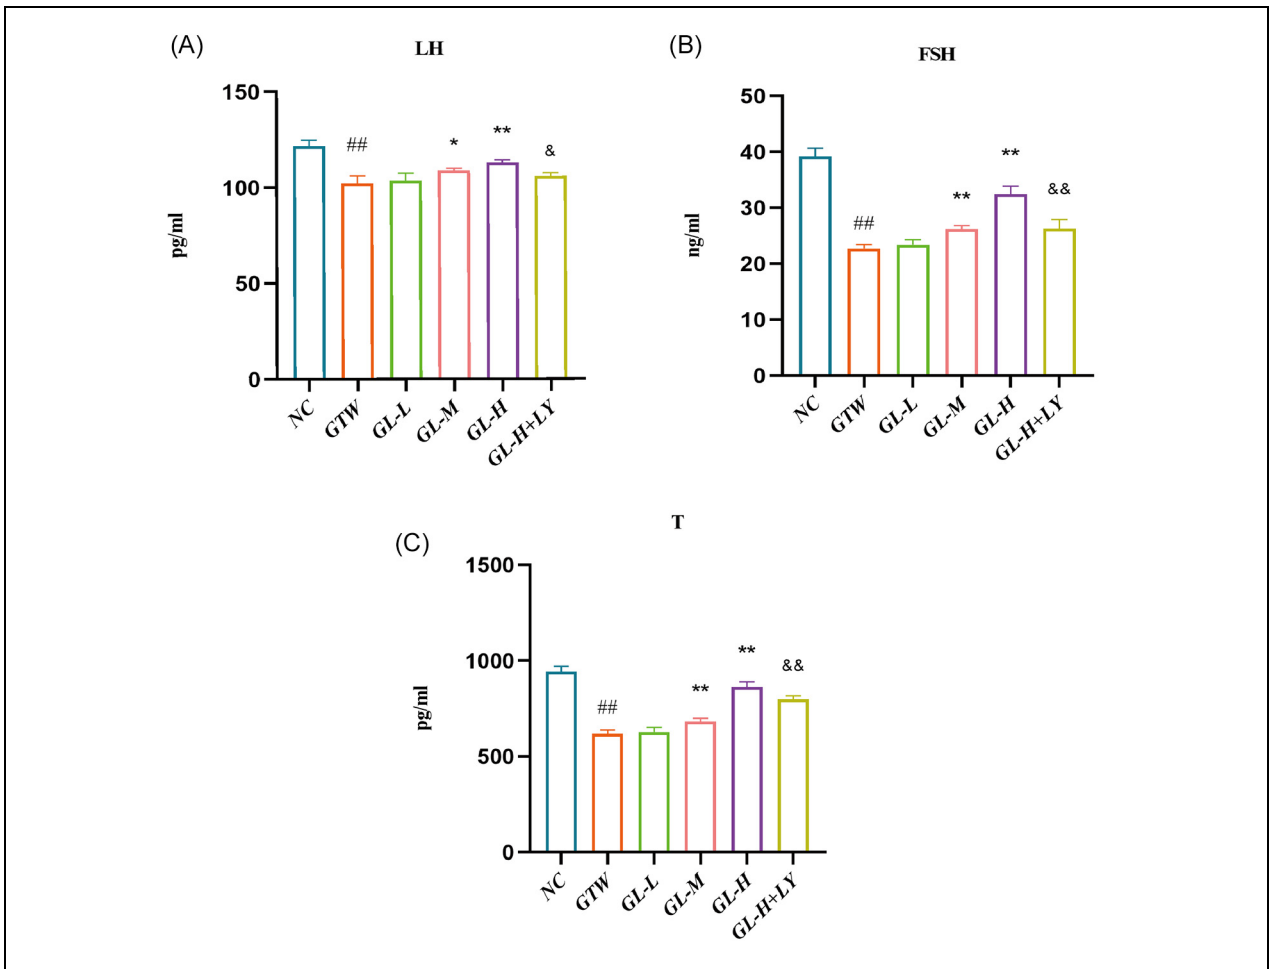 (A)
LH
150
100
50
0
pg/ml
##
*
**
&
NC
GTW
GL-L
GL-M
GL-H
GL-H+LY
(B)
FSH
50
40
30
20
10
0
ng/ml
##
**
**
&&
NC
GTW
GL-L
GL-M
GL-H
GL-H+LY
(C)
T
1500
1000
500
0
pg/ml
##
**
**
&&
NC
GTW
GL-L
GL-M
GL-H
GL-H+LY